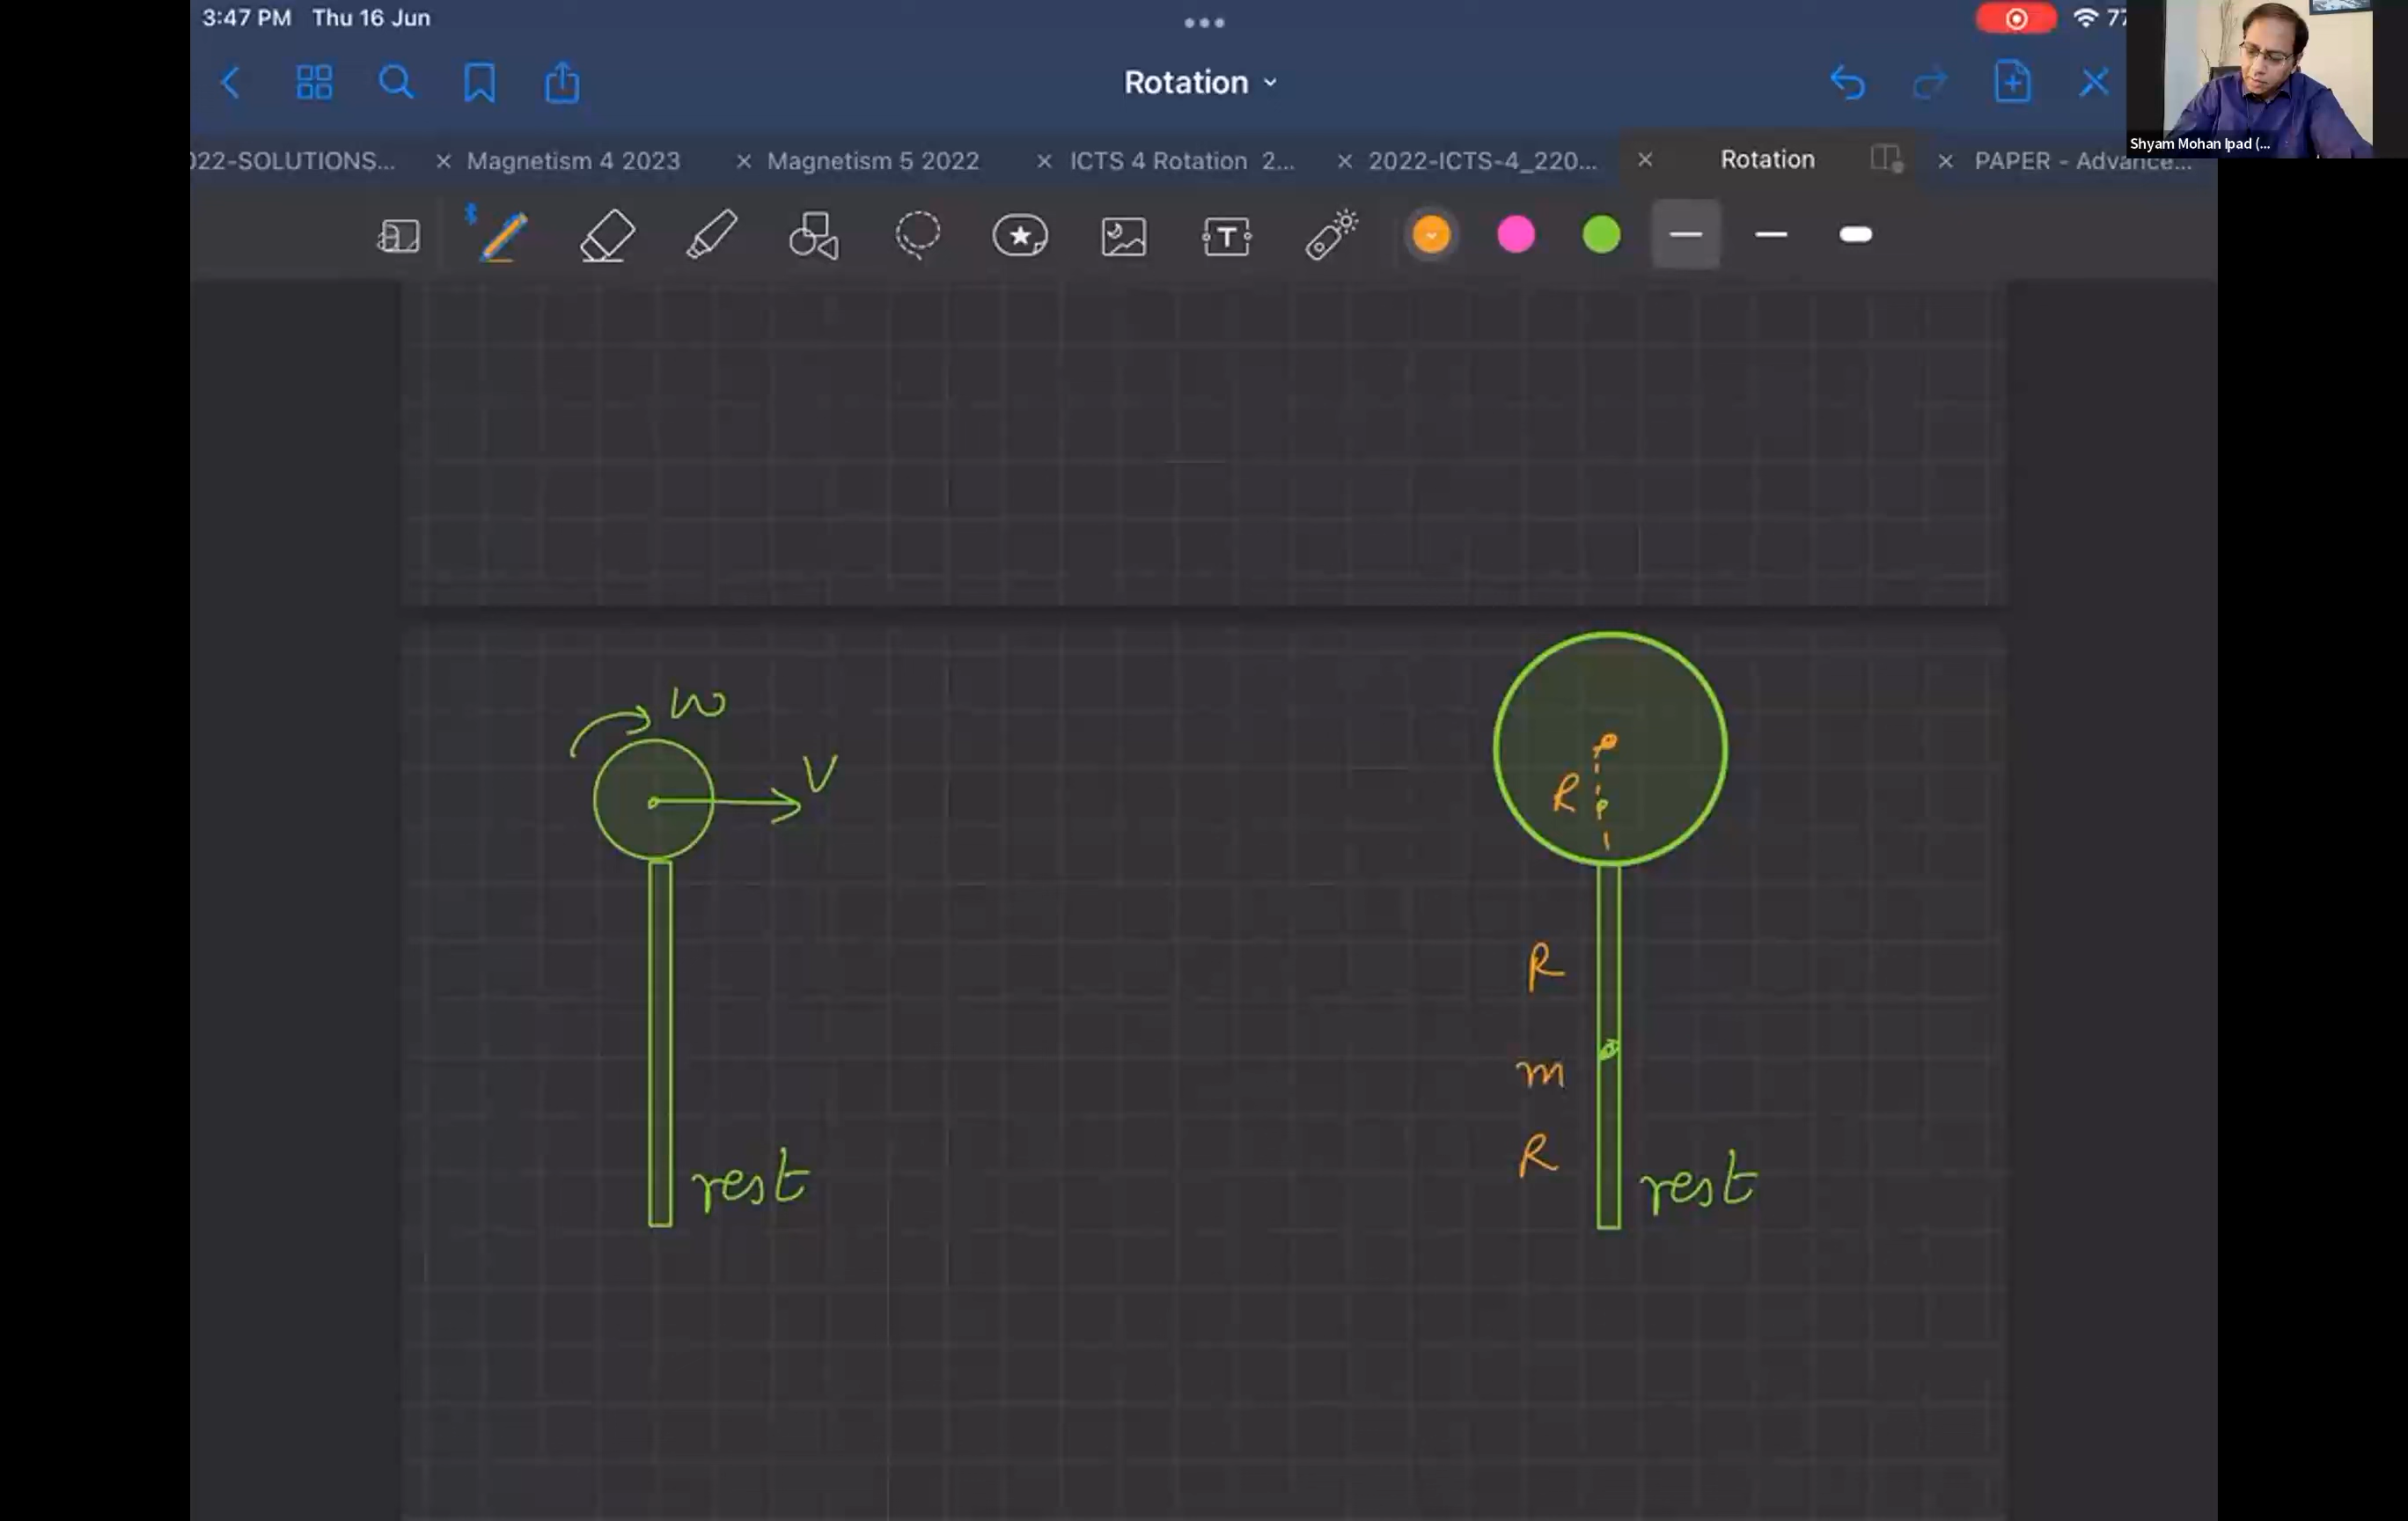 3:47 PM Thu 16 Jun
Rotation
022-SOLUTIONS...
Magnetism 4 2023
Magnetism 5 2022
ICTS 4 Rotation 2...
2022-ICTS-4_220...
Rotation
PAPER - Advance...
Shyam Mohan Ipad (...
T
ω
V
R
R
m
R
rest
rest